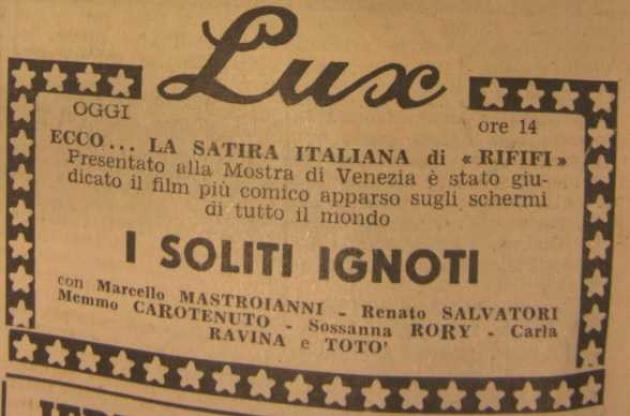 Lux
OGGI
ore 14
ECCO... LA SATIRA ITALIANA di « RIFIFI »
Presentato alla Mostra di Venezia è stato giu-
dicato il film più comico apparso sugli schermi
di tutto il mondo
I SOLITI IGNOTI
con Marcello MASTROIANNI - Renato SALVATORI
Memmo CAROTENUTO - Sossanna RORY - Carla
RAVINA e TOTO'